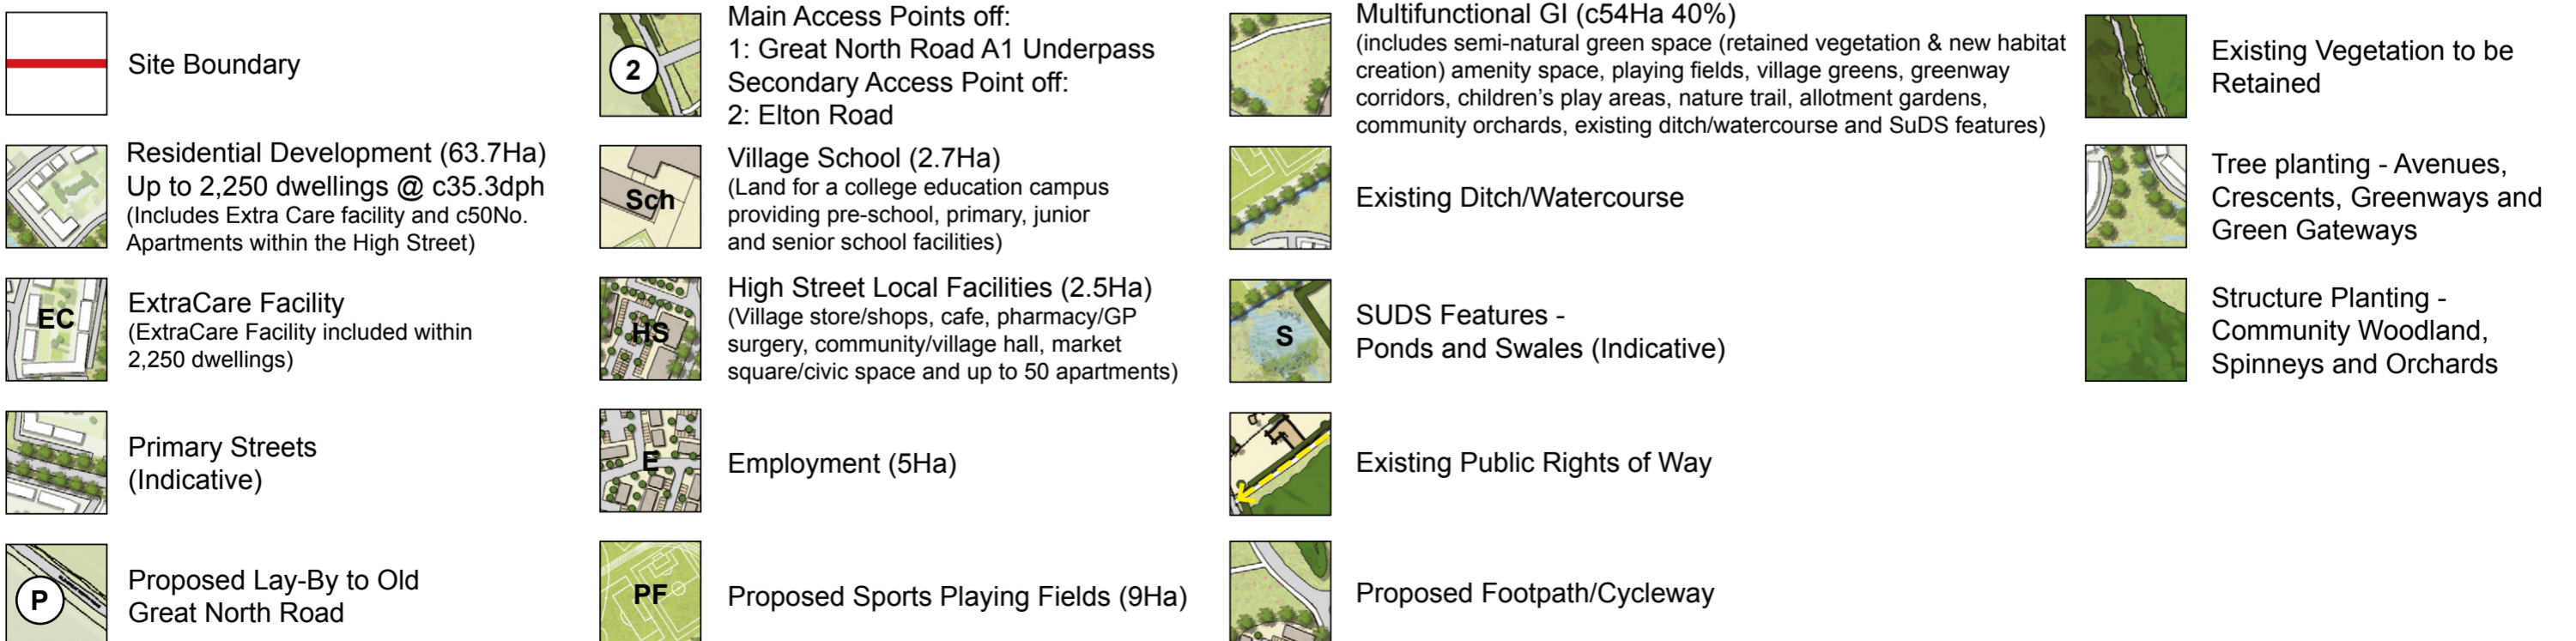 Site Boundary
Residential Development (63.7Ha)
Up to 2,250 dwellings @ c35.3dph
(Includes Extra Care facility and c50No.
Apartments within the High Street)
EC
ExtraCare Facility
(ExtraCare Facility included within
2,250 dwellings)
Primary Streets
(Indicative)
P
Proposed Lay-By to Old
Great North Road
2
Main Access Points off:
1: Great North Road A1 Underpass
Secondary Access Point off:
2: Elton Road
Sch
Village School (2.7Ha)
(Land for a college education campus
providing pre-school, primary, junior
and senior school facilities)
HS
High Street Local Facilities (2.5Ha)
(Village store/shops, cafe, pharmacy/GP
surgery, community/village hall, market
square/civic space and up to 50 apartments)
E
Employment (5Ha)
PF
Proposed Sports Playing Fields (9Ha)
Multifunctional GI (c54Ha 40%)
(includes semi-natural green space (retained vegetation & new habitat
creation) amenity space, playing fields, village greens, greenway
corridors, children's play areas, nature trail, allotment gardens,
community orchards, existing ditch/watercourse and SuDS features)
Existing Ditch/Watercourse
S
SUDS Features -
Ponds and Swales (Indicative)
Existing Public Rights of Way
Proposed Footpath/Cycleway
Existing Vegetation to be
Retained
Tree planting - Avenues,
Crescents, Greenways and
Green Gateways
Structure Planting -
Community Woodland,
Spinneys and Orchards